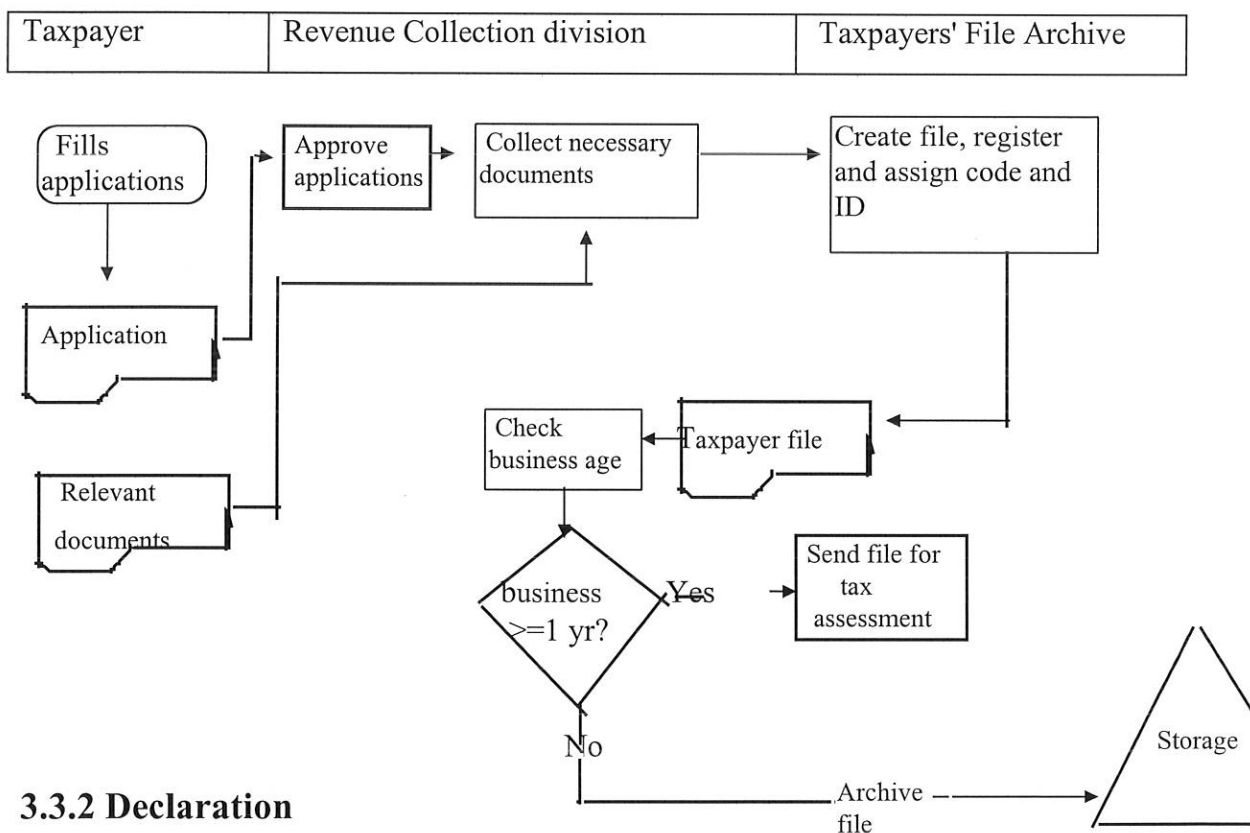 Taxpayer
Revenue Collection division
Taxpayers' File Archive
Fills
applications
Approve
applications
Collect necessary
documents
Create file, register
and assign code and
ID
Application
Check
business age
Taxpayer file
Relevant
documents
business
>=1 yr?
Yes
Send file for
tax
assessment
No
Storage
3.3.2 Declaration
Archive
file